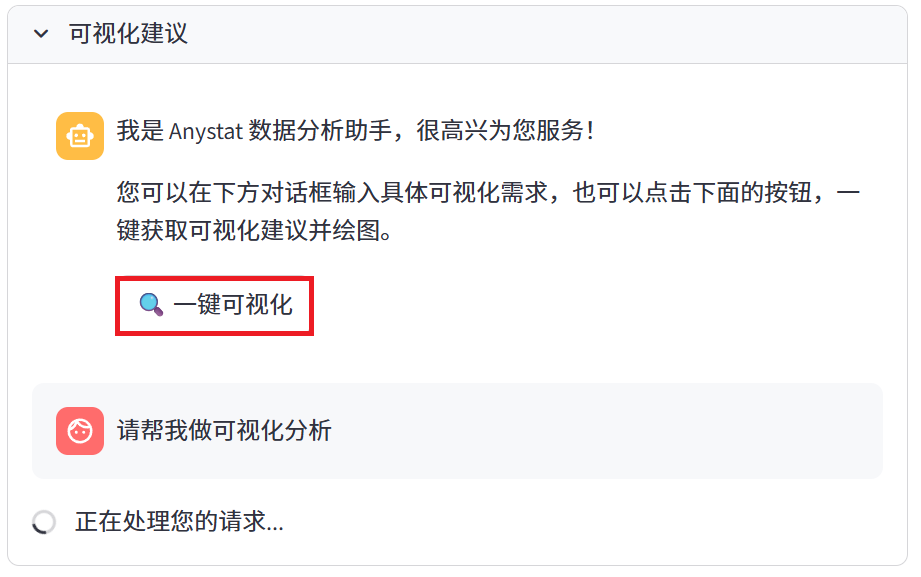 可视化建议
我是 Anystat 数据分析助手，很高兴为您服务！
您可以在下方对话框输入具体可视化需求，也可以点击下面的按钮，一
键获取可视化建议并绘图。
一键可视化
请帮我做可视化分析
正在处理您的请求...